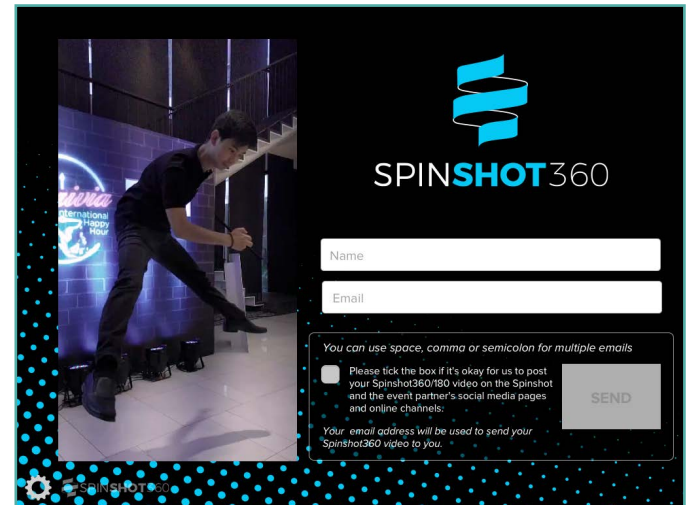 nternational
Happy
Hour
SPINSHOT360
Name
Email
You can use space, comma or semicolon for multiple emails
Please tick the box if it's okay for us to post
your Spinshot360/180 video on the Spinshot
and the event partner's social media pages
and online channels.
SEND
Your email address will be used to send your
Spinshot360 video to you.
SPINSHOT360